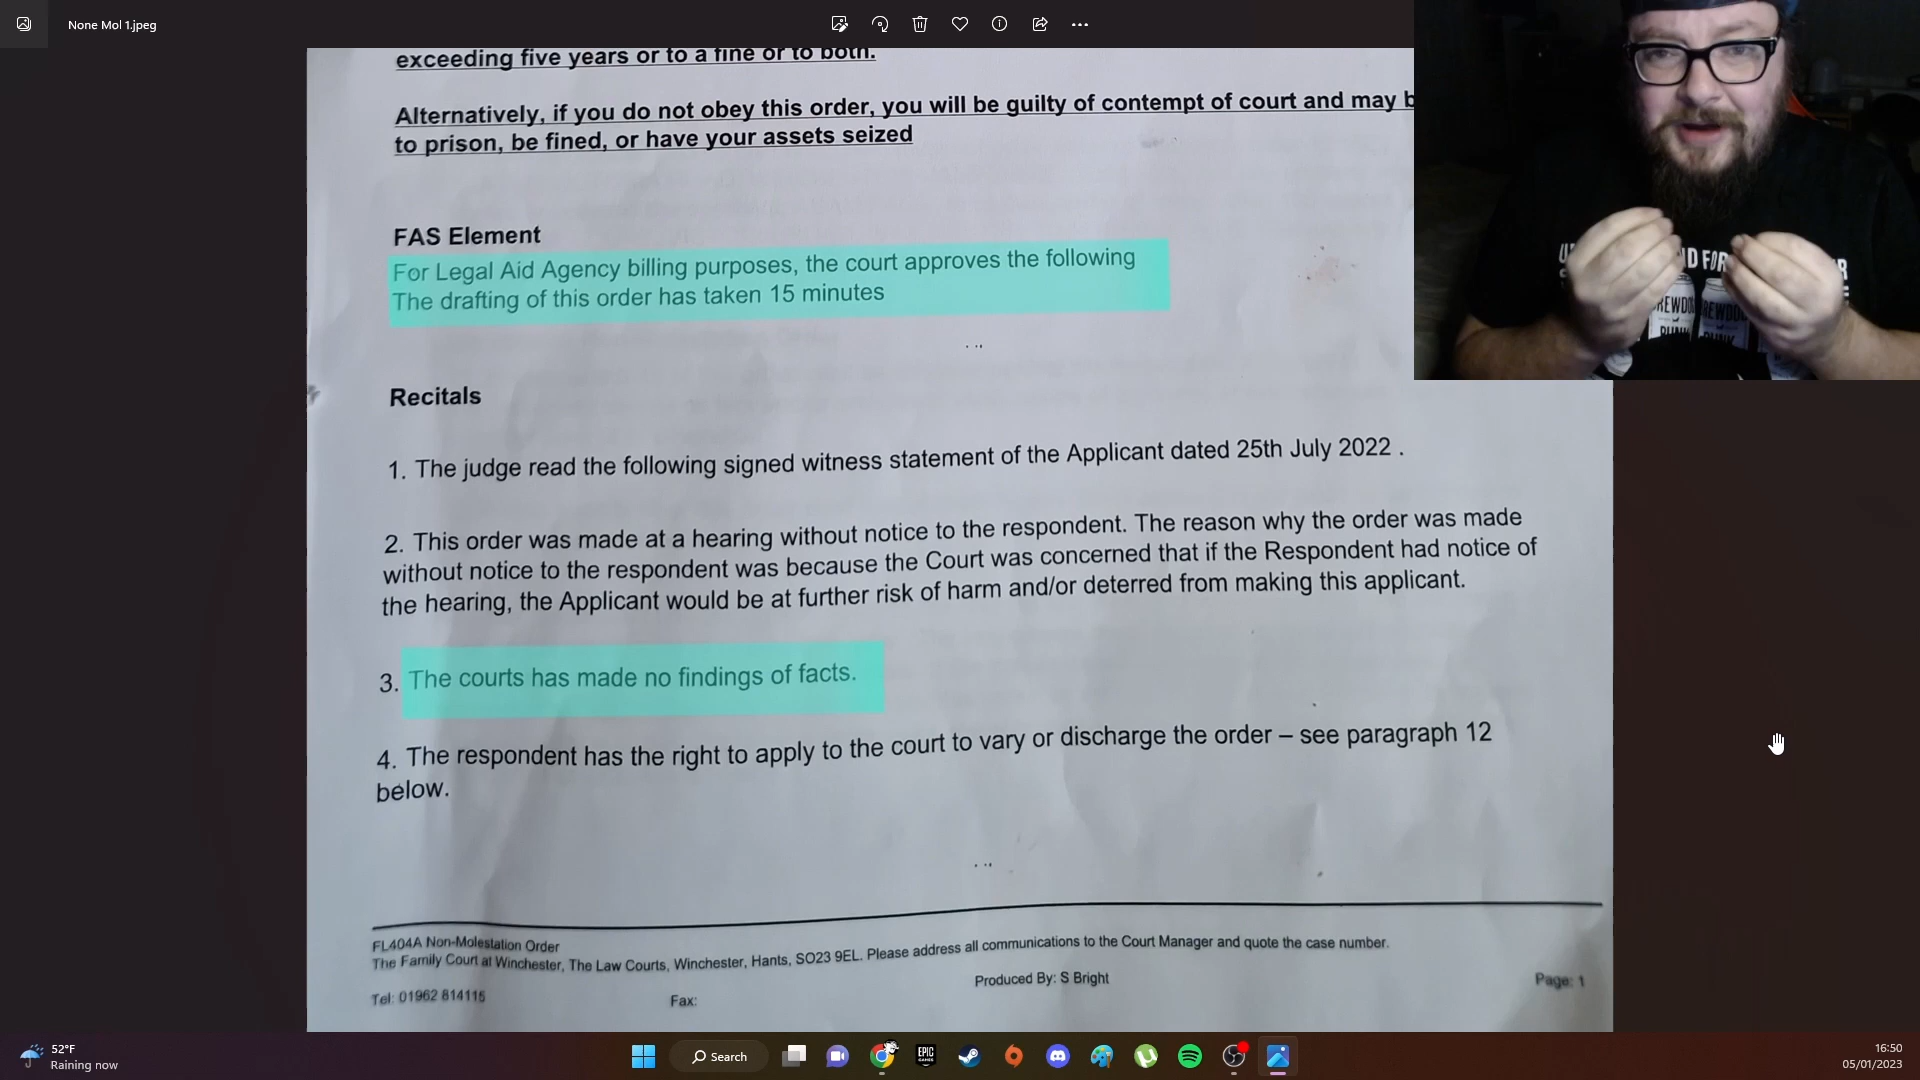 None Mol 1.jpeg
exceeding five years or to a fine or to both.
Alternatively, if you do not obey this order, you will be guilty of contempt of court and may b
to prison, be fined, or have your assets seized
FAS Element
For Legal Aid Agency billing purposes, the court approves the following
The drafting of this order has taken 15 minutes
Recitals
1. The judge read the following signed witness statement of the Applicant dated 25th July 2022 .
2. This order was made at a hearing without notice to the respondent. The reason why the order was made
without notice to the respondent was because the Court was concerned that if the Respondent had notice of
the hearing, the Applicant would be at further risk of harm and/or deterred from making this applicant.
3. The courts has made no findings of facts.
4. The respondent has the right to apply to the court to vary or discharge the order – see paragraph 12
below.
FL404A Non-Molestation Order
The Family Court at Winchester, The Law Courts, Winchester, Hants, SO23 9EL. Please address all communications to the Court Manager and quote the case number.
Produced By: S Bright
Page: 1
Tel: 01962 814115
Fax:
52°F
Raining now
Search
EPIC
GAMES
16:50
05/01/2023